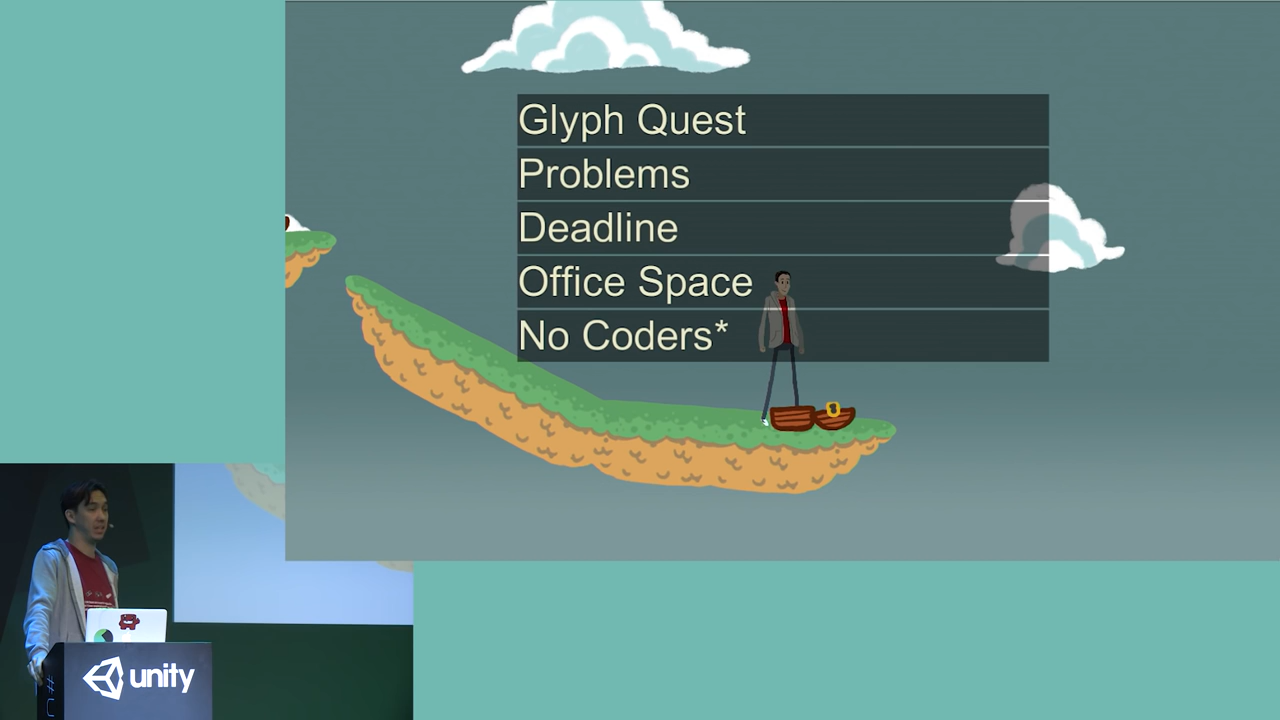 Glyph Quest
Problems
Deadline
Office Space
No Coders*
unity
#U